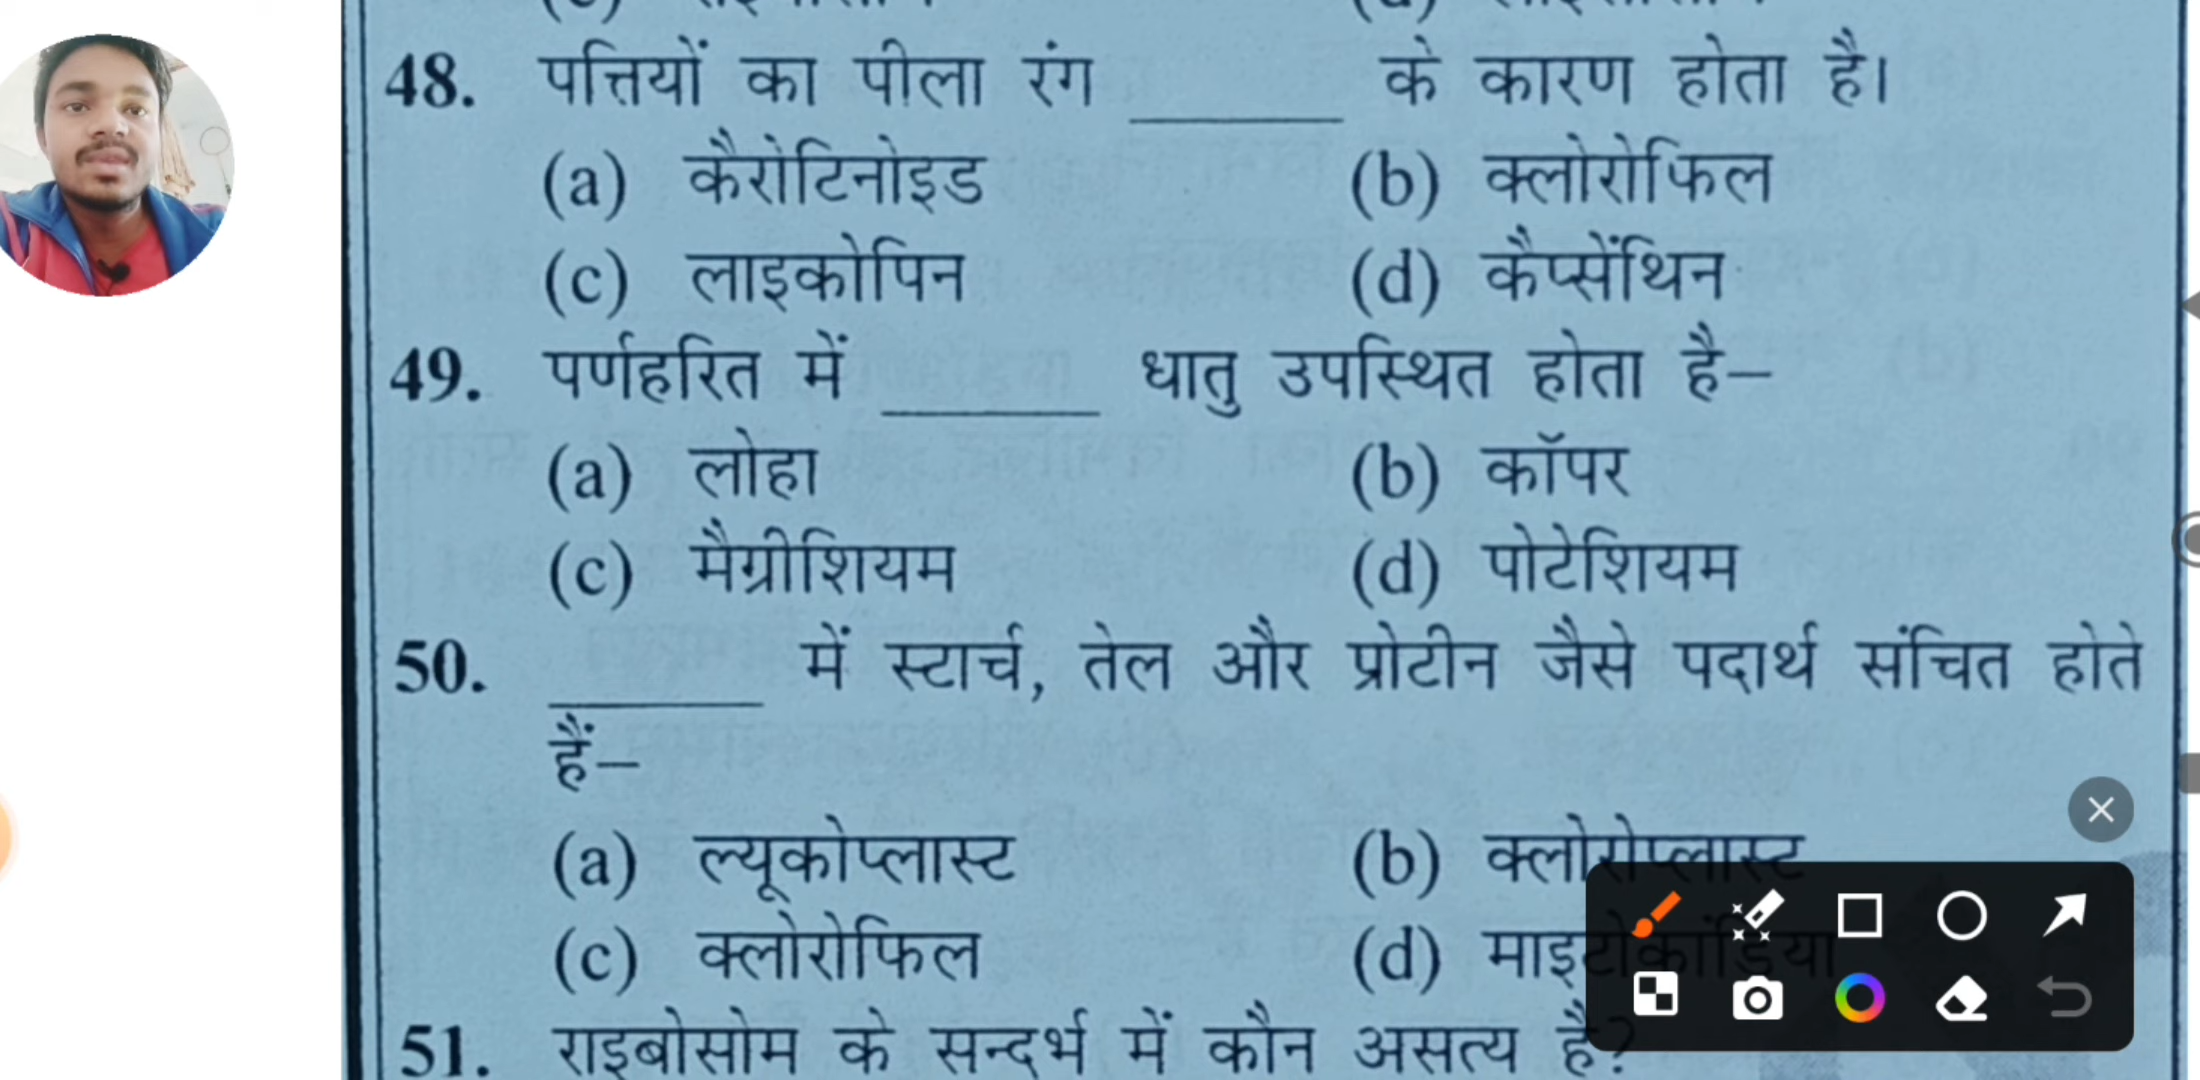 48. पत्तियों का पीला रंग ______ के कारण होता है।
(a) कैरोटिनोइड (b) क्लोरोफिल
(c) लाइकोपिन (d) कैप्सेंथिन
49. पर्णहरित में ______ धातु उपस्थित होता है–
(a) लोहा (b) कॉपर
(c) मैग्नीशियम (d) पोटेशियम
50. ______ में स्टार्च, तेल और प्रोटीन जैसे पदार्थ संचित होते
हैं–
(a) ल्यूकोप्लास्ट (b) क्लोरोप्लास्ट
(c) क्लोरोफिल (d) माइटोकांड्रिया
51. राइबोसोम के सन्दर्भ में कौन असत्य है?